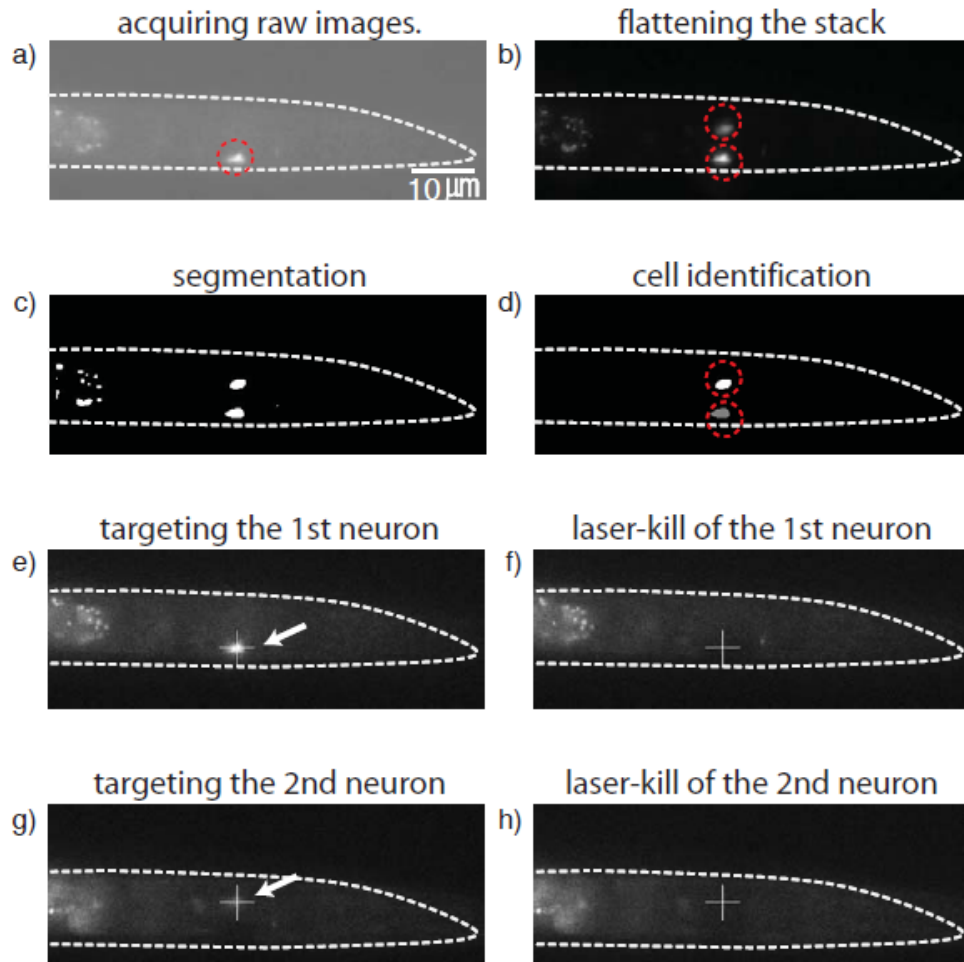 acquiring raw images.
flattening the stack
a)
b)
10 μm
segmentation
cell identification
c)
d)
targeting the 1st neuron
laser-kill of the 1st neuron
e)
f)
targeting the 2nd neuron
laser-kill of the 2nd neuron
g)
h)